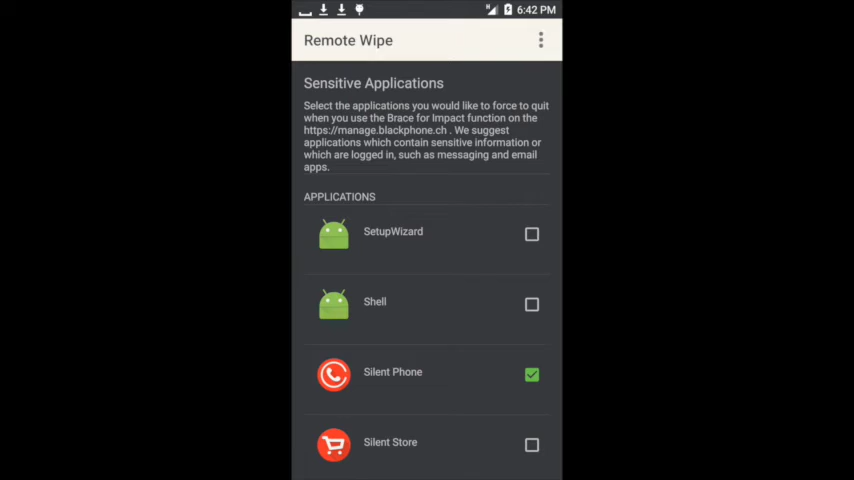 H 6:42 PM
Remote Wipe
Sensitive Applications
Select the applications you would like to force to quit
when you use the Brace for Impact function on the
https://manage.blackphone.ch . We suggest
applications which contain sensitive information or
which are logged in, such as messaging and email
apps.
APPLICATIONS
SetupWizard
Shell
Silent Phone
Silent Store